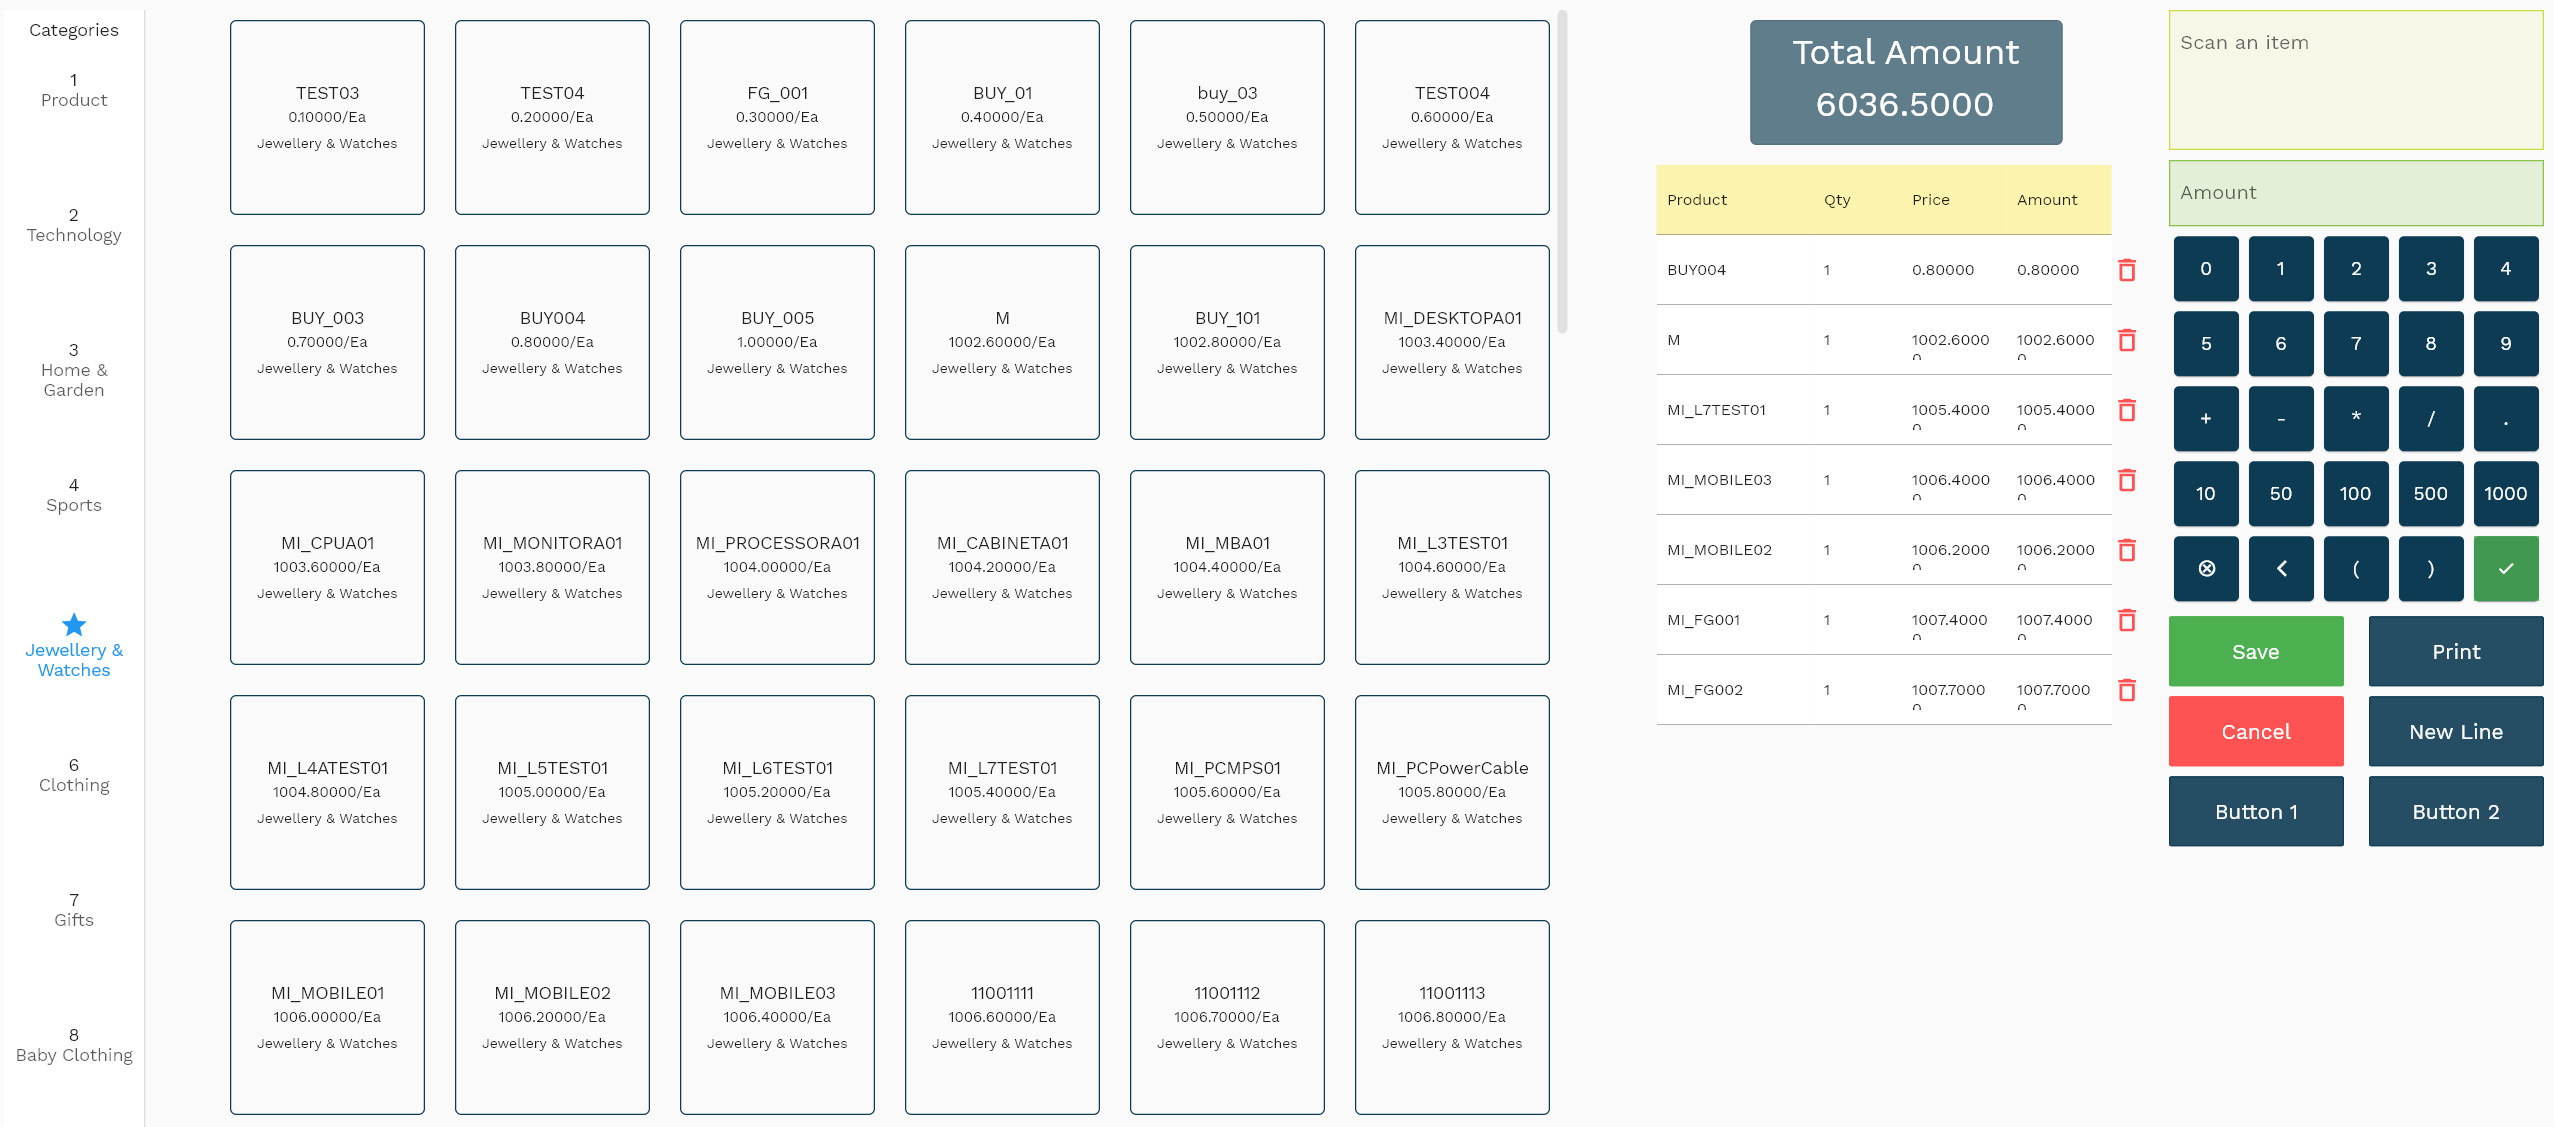 Categories
1
Product
2
Technology
3
Home &
Garden
4
Sports
Jewellery &
Watches
6
Clothing
7
Gifts
8
Baby Clothing
TEST03
0.10000/Ea
Jewellery & Watches
TEST04
0.20000/Ea
Jewellery & Watches
FG_001
0.30000/Ea
Jewellery & Watches
BUY_01
0.40000/Ea
Jewellery & Watches
buy_03
0.50000/Ea
Jewellery & Watches
TEST004
0.60000/Ea
Jewellery & Watches
BUY_003
0.70000/Ea
Jewellery & Watches
BUY004
0.80000/Ea
Jewellery & Watches
BUY_005
1.00000/Ea
Jewellery & Watches
M
1002.60000/Ea
Jewellery & Watches
BUY_101
1002.80000/Ea
Jewellery & Watches
MI_DESKTOPA01
1003.40000/Ea
Jewellery & Watches
MI_CPUA01
1003.60000/Ea
Jewellery & Watches
MI_MONITORA01
1003.80000/Ea
Jewellery & Watches
MI_PROCESSORA01
1004.00000/Ea
Jewellery & Watches
MI_CABINETA01
1004.20000/Ea
Jewellery & Watches
MI_MBA01
1004.40000/Ea
Jewellery & Watches
MI_L3TEST01
1004.60000/Ea
Jewellery & Watches
MI_L4ATEST01
1004.80000/Ea
Jewellery & Watches
MI_L5TEST01
1005.00000/Ea
Jewellery & Watches
MI_L6TEST01
1005.20000/Ea
Jewellery & Watches
MI_L7TEST01
1005.40000/Ea
Jewellery & Watches
MI_PCMPS01
1005.60000/Ea
Jewellery & Watches
MI_PCPowerCable
1005.80000/Ea
Jewellery & Watches
MI_MOBILE01
1006.00000/Ea
Jewellery & Watches
MI_MOBILE02
1006.20000/Ea
Jewellery & Watches
MI_MOBILE03
1006.40000/Ea
Jewellery & Watches
11001111
1006.60000/Ea
Jewellery & Watches
11001112
1006.70000/Ea
Jewellery & Watches
11001113
1006.80000/Ea
Jewellery & Watches
Total Amount
6036.5000
Product Qty Price Amount
BUY004 1 0.80000 0.80000
M 1 1002.6000 1002.6000
0 0
MI_L7TEST01 1 1005.4000 1005.4000
0 0
MI_MOBILE03 1 1006.4000 1006.4000
0 0
MI_MOBILE02 1 1006.2000 1006.2000
0 0
MI_FG001 1 1007.4000 1007.4000
0 0
MI_FG002 1 1007.7000 1007.7000
0 0
Scan an item
Amount
0 1 2 3 4
5 6 7 8 9
+ - * / .
10 50 100 500 1000
( )
Save Print
Cancel New Line
Button 1 Button 2